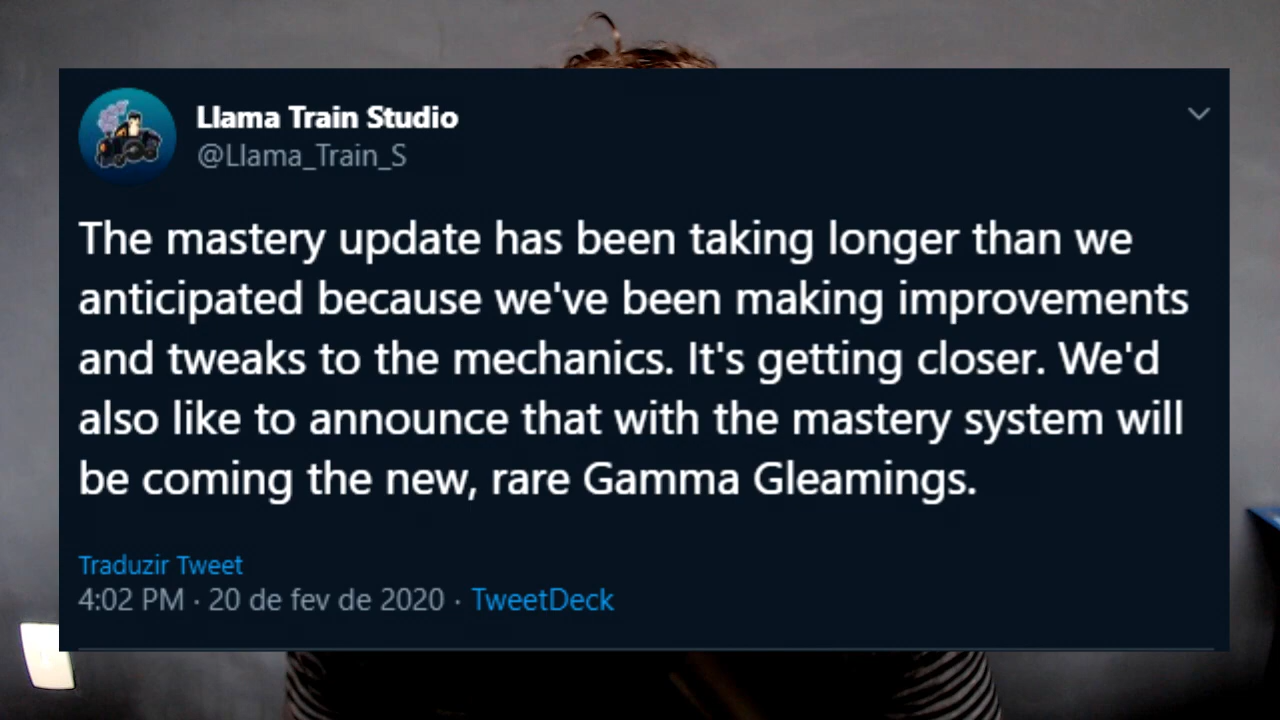 Llama Train Studio
@Llama_Train_S
The mastery update has been taking longer than we
anticipated because we've been making improvements
and tweaks to the mechanics. It's getting closer. We'd
also like to announce that with the mastery system will
be coming the new, rare Gamma Gleamings.
Traduzir Tweet
4:02 PM · 20 de fev de 2020 · TweetDeck